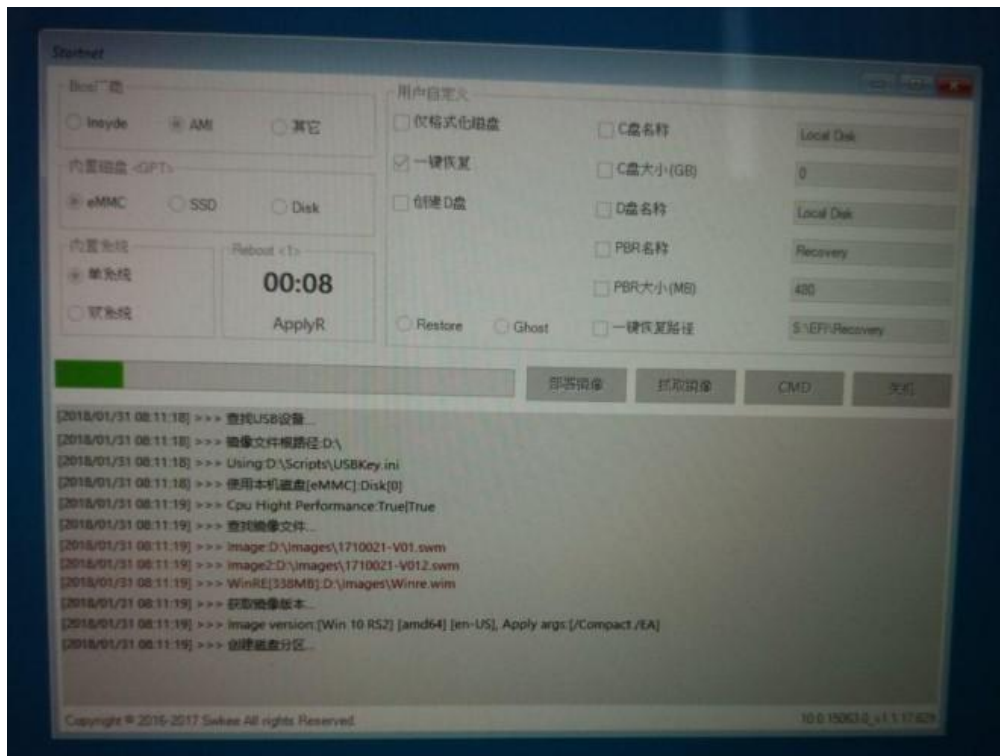 Startnet
Bios厂商
Insyde AMI 其它
内置磁盘 <GPT>
eMMC SSD Disk
内置系统
单系统
双系统
Reboot <1>
00:08
ApplyR
用户自定义
仅格式化磁盘
一键恢复
创建D盘
Restore Ghost
C盘名称 Local Disk
C盘大小(GB) 0
D盘名称 Local Disk
PBR名称 Recovery
PBR大小(MB) 480
一键恢复路径 S:\EFI\Recovery
部署镜像 抓取镜像 CMD 关机
[2018/01/31 08:11:18] >>> 查找USB设备...
[2018/01/31 08:11:18] >>> 镜像文件根路径:D:\
[2018/01/31 08:11:18] >>> Using:D:\Scripts\USBKey.ini
[2018/01/31 08:11:18] >>> 使用本机磁盘[eMMC]:Disk[0]
[2018/01/31 08:11:19] >>> Cpu Hight Performance:True|True
[2018/01/31 08:11:19] >>> 查找镜像文件...
[2018/01/31 08:11:19] >>> Image:D:\Images\1710021-V01.swm
[2018/01/31 08:11:19] >>> Image2:D:\Images\1710021-V012.swm
[2018/01/31 08:11:19] >>> WinRE[338MB]:D:\Images\Winre.wim
[2018/01/31 08:11:19] >>> 获取镜像版本...
[2018/01/31 08:11:19] >>> Image version:[Win 10 RS2] [amd64] [en-US], Apply args:[/Compact /EA]
[2018/01/31 08:11:19] >>> 创建磁盘分区...
Copyright © 2016-2017 Swkee All rights Reserved.